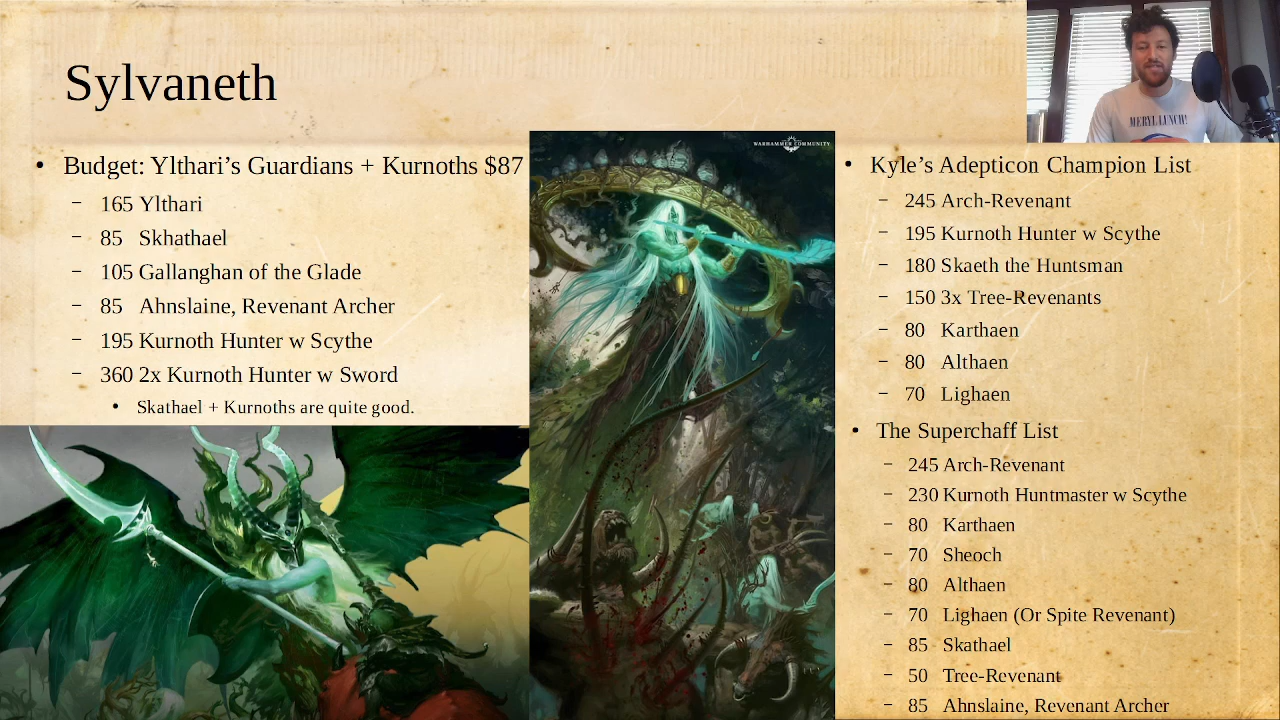 Sylvaneth
• Budget: Ylthari’s Guardians + Kurnoths $87
– 165 Ylthari
– 85 Skhathael
– 105 Gallanghan of the Glade
– 85 Ahnslaine, Revenant Archer
– 195 Kurnoth Hunter w Scythe
– 360 2x Kurnoth Hunter w Sword
• Skathael + Kurnoths are quite good.
WARHAMMER COMMUNITY
MERYL LUNCH!
• Kyle’s Adepticon Champion List
– 245 Arch-Revenant
– 195 Kurnoth Hunter w Scythe
– 180 Skaeth the Huntsman
– 150 3x Tree-Revenants
– 80 Karthaen
– 80 Althaen
– 70 Lighaen
• The Superchaff List
– 245 Arch-Revenant
– 230 Kurnoth Huntmaster w Scythe
– 80 Karthaen
– 70 Sheoch
– 80 Althaen
– 70 Lighaen (Or Spite Revenant)
– 85 Skathael
– 50 Tree-Revenant
– 85 Ahnslaine, Revenant Archer